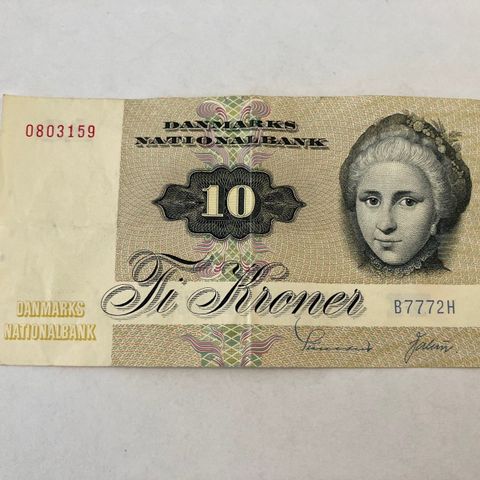 0803159
DANMARKS
NATIONALBANK
10
Ti Kroner
B7772H
DANMARKS
NATIONALBANK